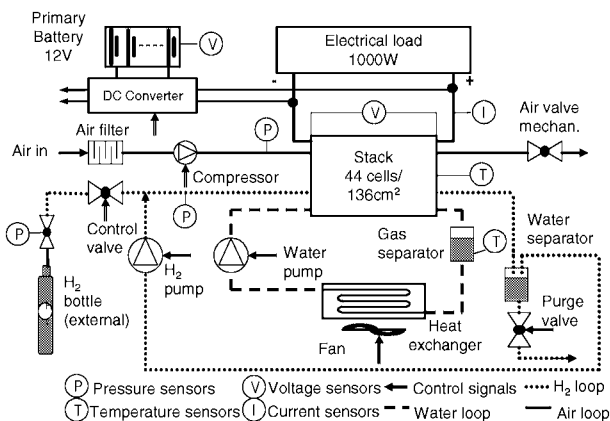 Primary
Battery
12V
V
Electrical load
1000W
-
+
DC Converter
V
I
Air valve
mechan.
Air filter
P
Air in
Stack
44 cells/
136cm²
T
Compressor
P
Control
valve
P
Gas
separator
Water
separator
T
H₂
pump
Water
pump
H₂
bottle
(external)
Purge
valve
Heat
exchanger
Fan
P Pressure sensors
V Voltage sensors
Control signals
H₂ loop
T Temperature sensors
I Current sensors
Water loop
Air loop